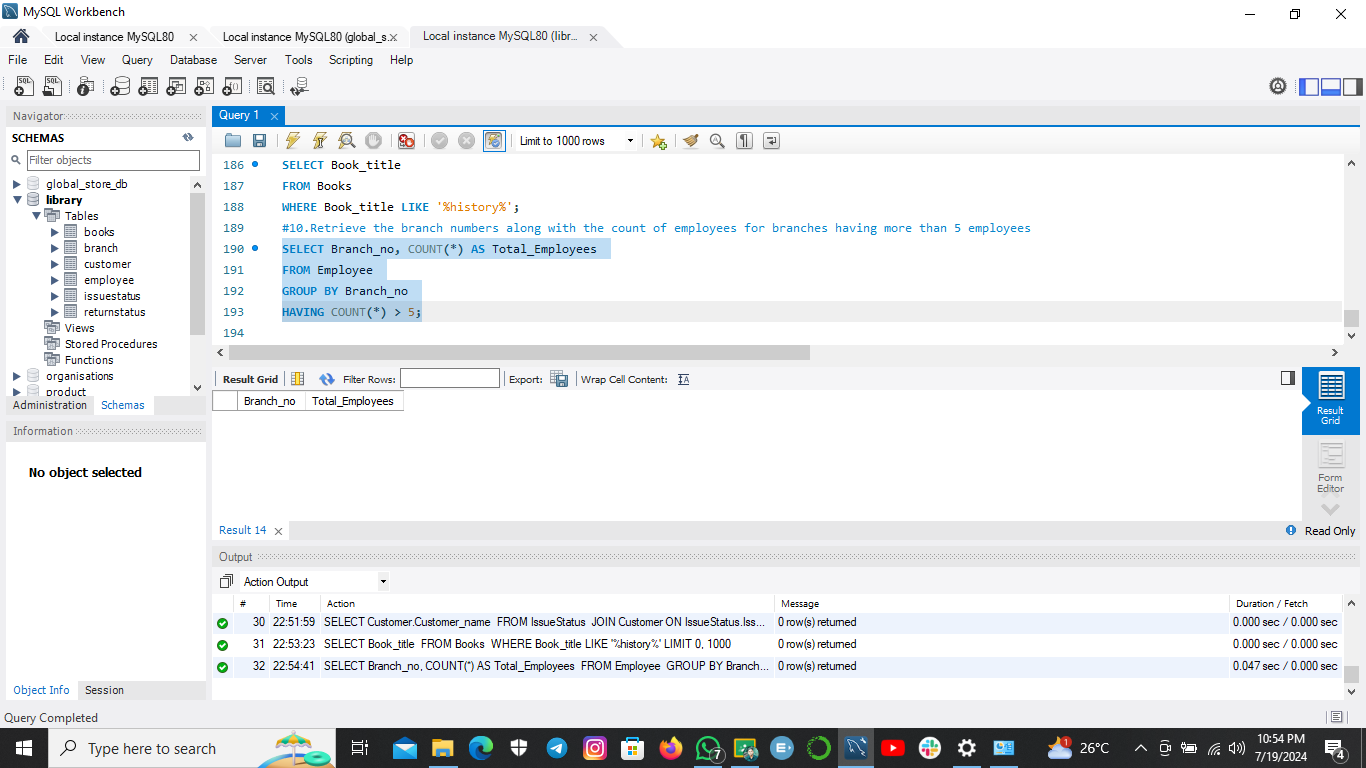 MySQL Workbench
Local instance MySQL80
Local instance MySQL80 (global_s...
Local instance MySQL80 (libr...
File Edit View Query Database Server Tools Scripting Help
Navigator
SCHEMAS
Filter objects
global_store_db
library
Tables
books
branch
customer
employee
issuestatus
returnstatus
Views
Stored Procedures
Functions
organisations
product
Administration Schemas
Information
No object selected
Object Info Session
Query 1
Limit to 1000 rows
186 SELECT Book_title
187 FROM Books
188 WHERE Book_title LIKE '%history%';
189 #10.Retrieve the branch numbers along with the count of employees for branches having more than 5 employees
190 SELECT Branch_no, COUNT(*) AS Total_Employees
191 FROM Employee
192 GROUP BY Branch_no
193 HAVING COUNT(*) > 5;
194
Result Grid Filter Rows: Export: Wrap Cell Content:
Branch_no Total_Employees
Result Grid
Form Editor
Result 14
Read Only
Output
Action Output
# Time Action Message Duration / Fetch
30 22:51:59 SELECT Customer.Customer_name FROM IssueStatus JOIN Customer ON IssueStatus.Iss... 0 row(s) returned 0.000 sec / 0.000 sec
31 22:53:23 SELECT Book_title FROM Books WHERE Book_title LIKE '%history%' LIMIT 0, 1000 0 row(s) returned 0.000 sec / 0.000 sec
32 22:54:41 SELECT Branch_no, COUNT(*) AS Total_Employees FROM Employee GROUP BY Branch... 0 row(s) returned 0.047 sec / 0.000 sec
Query Completed
Type here to search
7
1
26°C
10:54 PM
7/19/2024
4